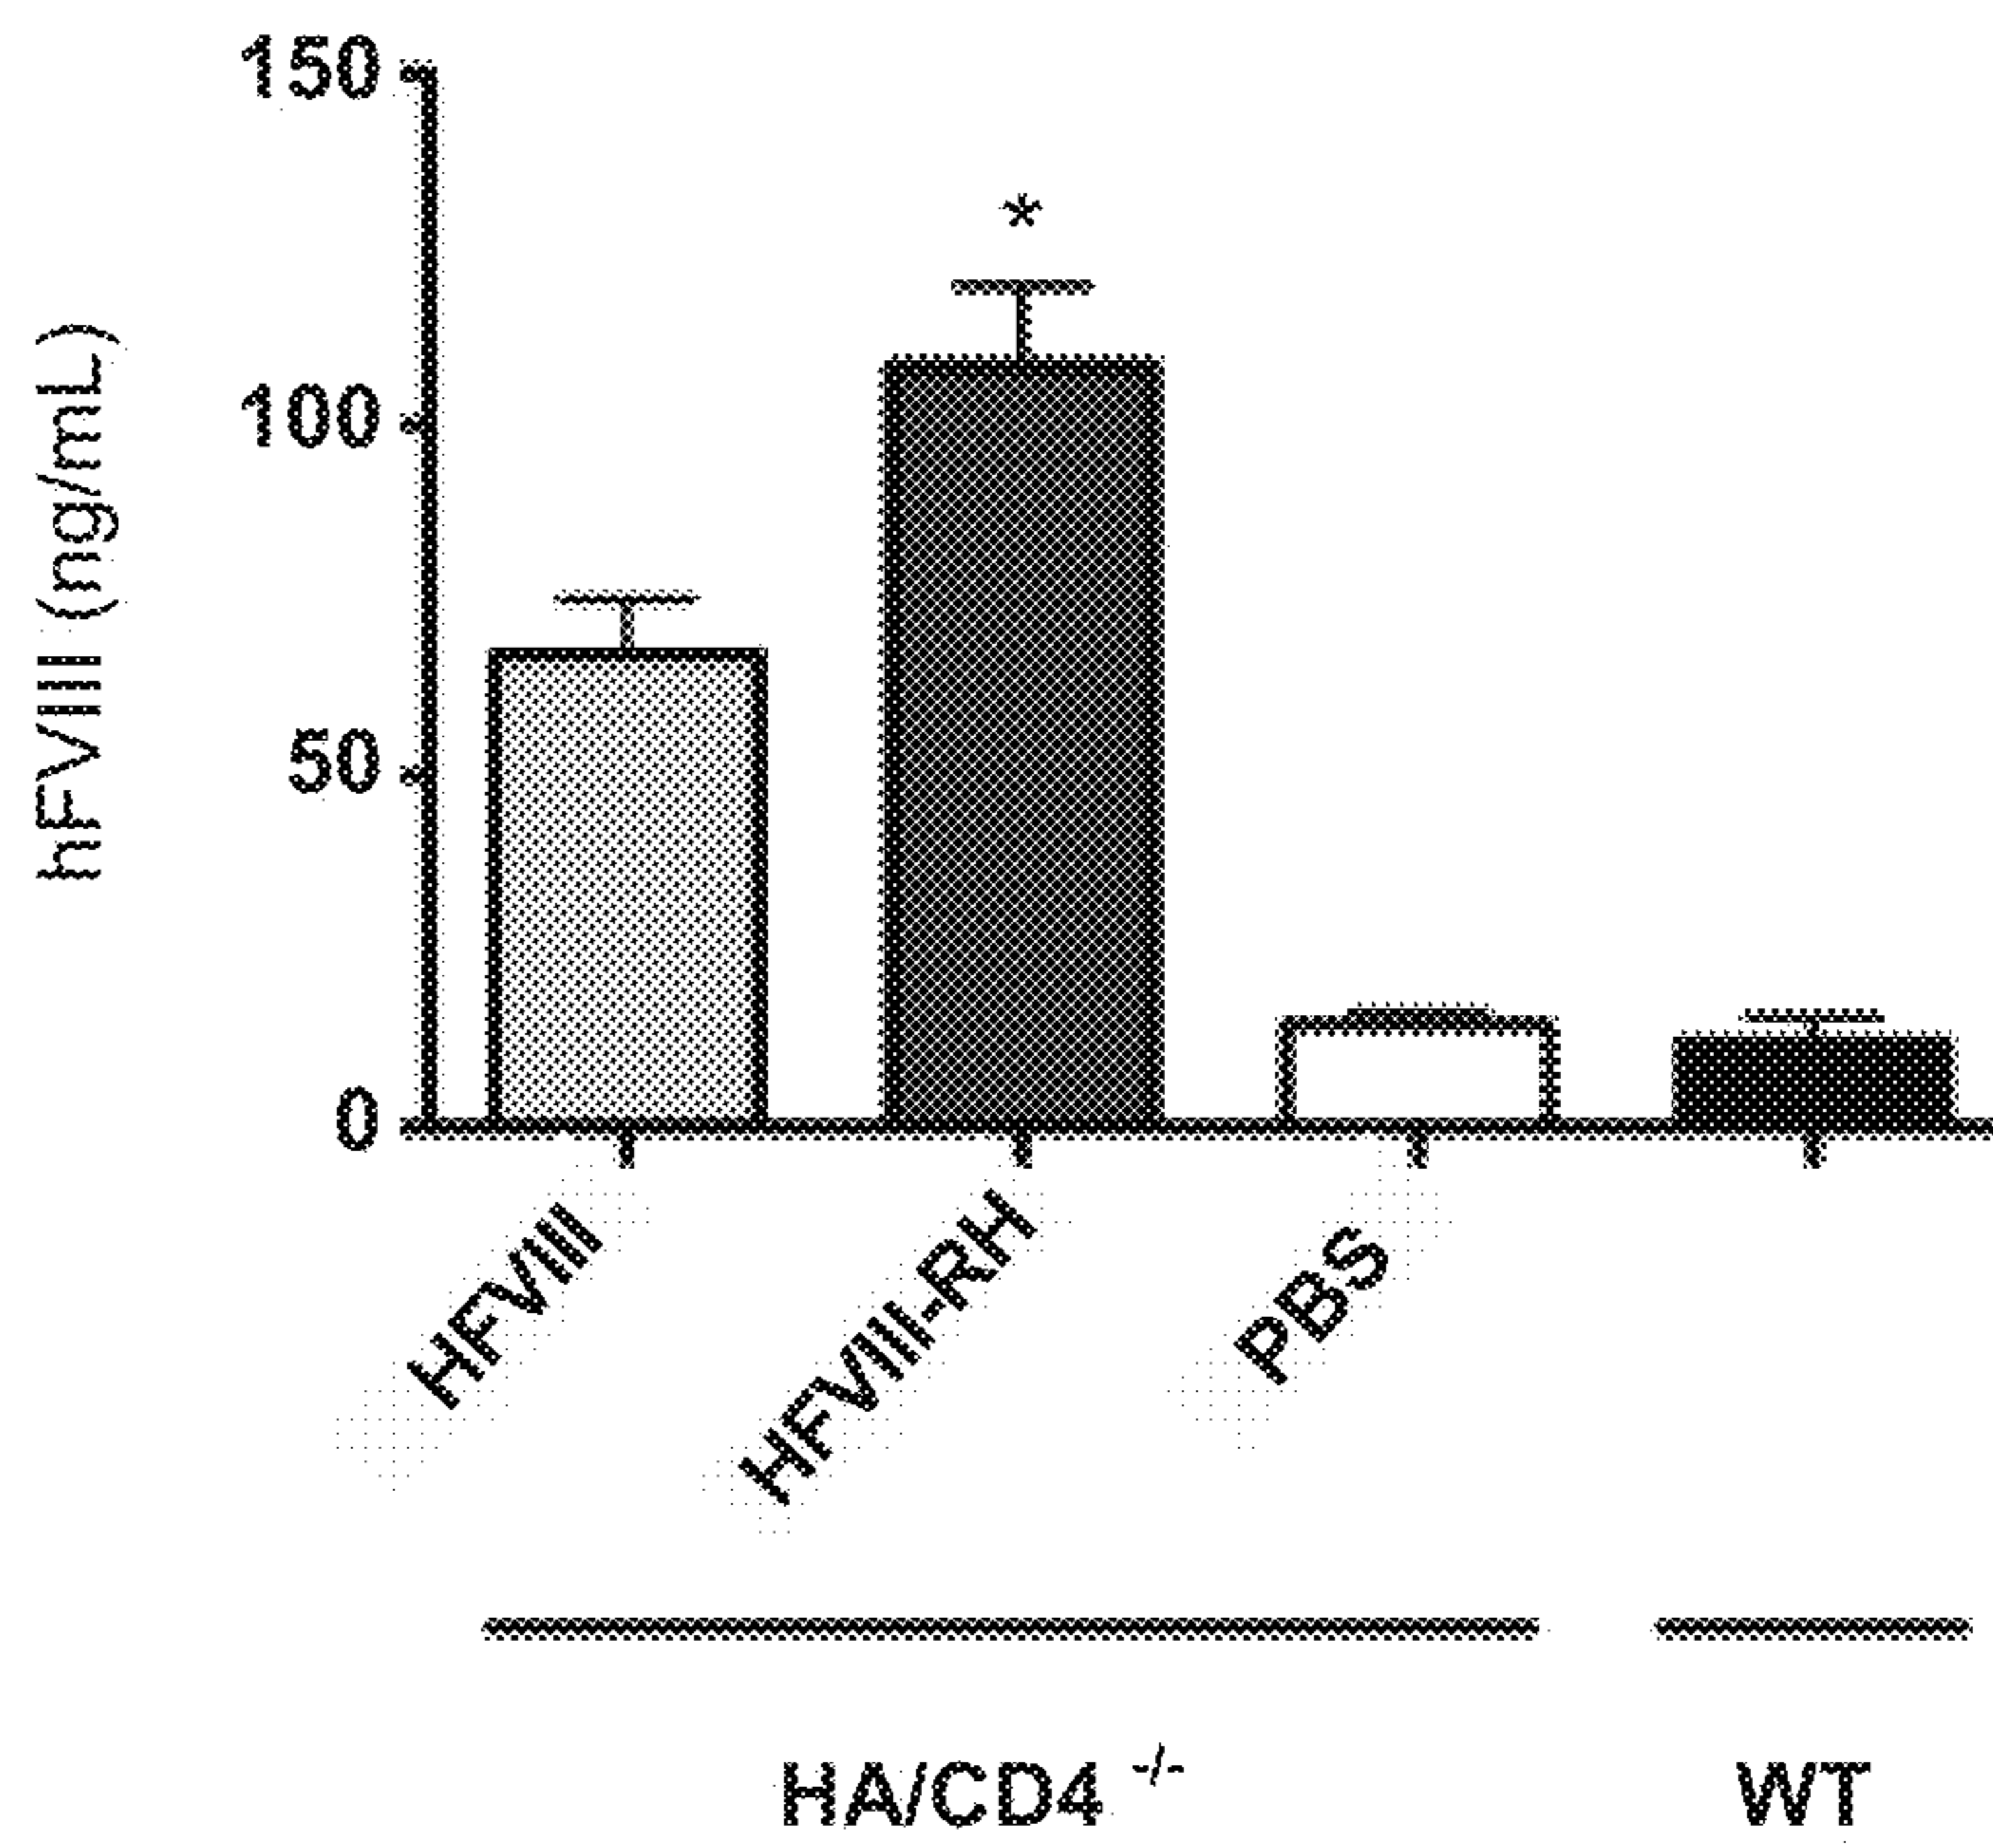 hFVIII (ng/mL)
150
100
50
0
*
HFVIII
HFVIII-RH
PBS
HA/CD4 -/-
WT